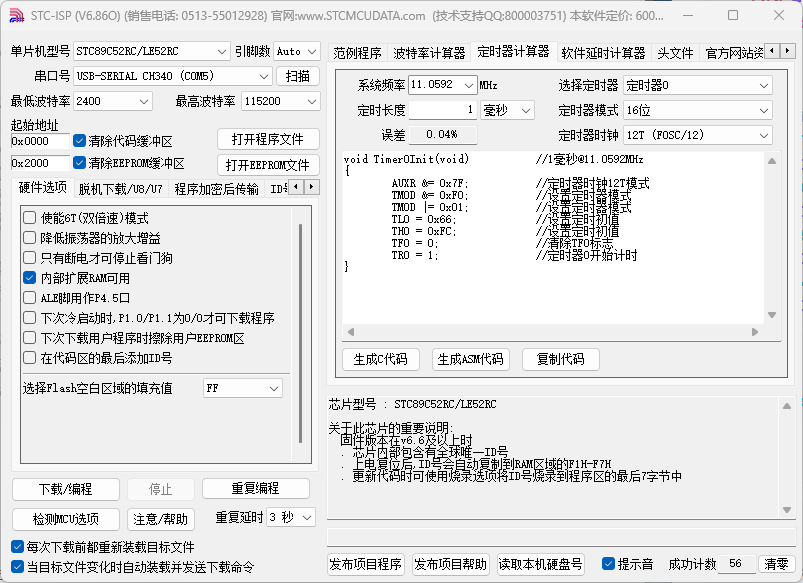 STC-ISP (V6.86O) (销售电话: 0513-55012928) 官网:www.STCMCUDATA.com (技术支持QQ:800003751) 本软件定价: 600...
单片机型号 STC89C52RC/LE52RC 引脚数 Auto
串口号 USB-SERIAL CH340 (COM5) 扫描
最低波特率 2400 最高波特率 115200
起始地址
0x0000 清除代码缓冲区 打开程序文件
0x2000 清除EEPROM缓冲区 打开EEPROM文件
硬件选项 脱机下载/U8/U7 程序加密后传输
使能6T(双倍速)模式
降低振荡器的放大增益
只有断电才可停止看门狗
内部扩展RAM可用
ALE脚用作P4.5口
下次冷启动时,P1.0/P1.1为0/0才可下载程序
下次下载用户程序时擦除用户EEPROM区
在代码区的最后添加ID号
选择Flash空白区域的填充值 FF
下载/编程 停止 重复编程
检测MCU选项 注意/帮助 重复延时 3 秒
每次下载前都重新装载目标文件
当目标文件变化时自动装载并发送下载命令
范例程序 波特率计算器 定时器计算器 软件延时计算器 头文件 官方网站资
系统频率 11.0592 MHz 选择定时器 定时器0
定时长度 1 毫秒 定时器模式 16位
误差 0.04% 定时器时钟 12T (FOSC/12)
void Timer0Init(void) //1毫秒@11.0592MHz
{
AUXR &= 0x7F; //定时器时钟12T模式
TMOD &= 0xF0; //设置定时器模式
TMOD |= 0x01; //设置定时器模式
TL0 = 0x66; //设置定时初值
TH0 = 0xFC; //设置定时初值
TF0 = 0; //清除TF0标志
TR0 = 1; //定时器0开始计时
}
生成C代码 生成ASM代码 复制代码
芯片型号 : STC89C52RC/LE52RC
关于此芯片的重要说明:
固件版本在v6.6及以上时
. 芯片内部包含有全球唯一ID号
. 上电复位后,ID号会自动复制到RAM区域的F1H-F7H
. 更新代码时可使用烧录选项将ID号烧录到程序区的最后7字节中
发布项目程序 发布项目帮助 读取本机硬盘号 提示音 成功计数 56 清零